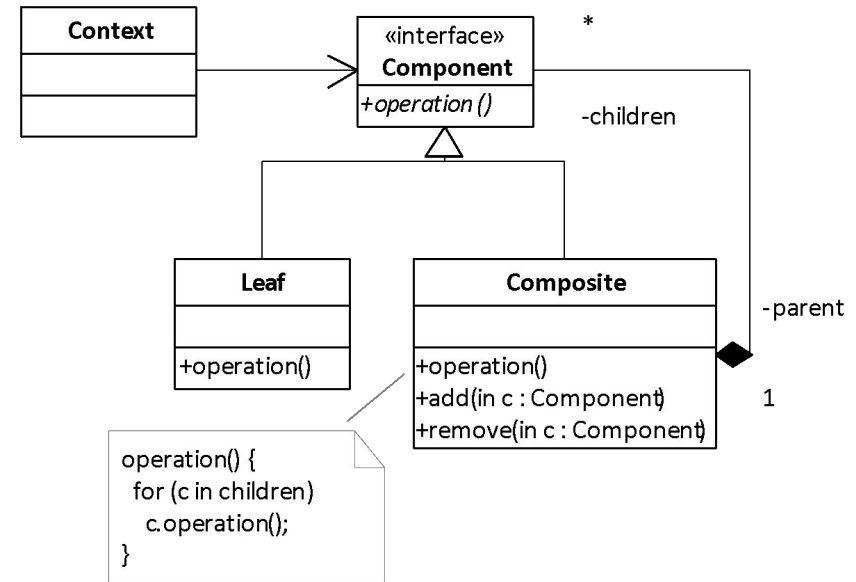 Context
«interface»
Component
+operation()
*
-children
Leaf
+operation()
Composite
+operation()
+add(in c : Component)
+remove(in c : Component)
-parent
1
operation() {
for (c in children)
c.operation();
}